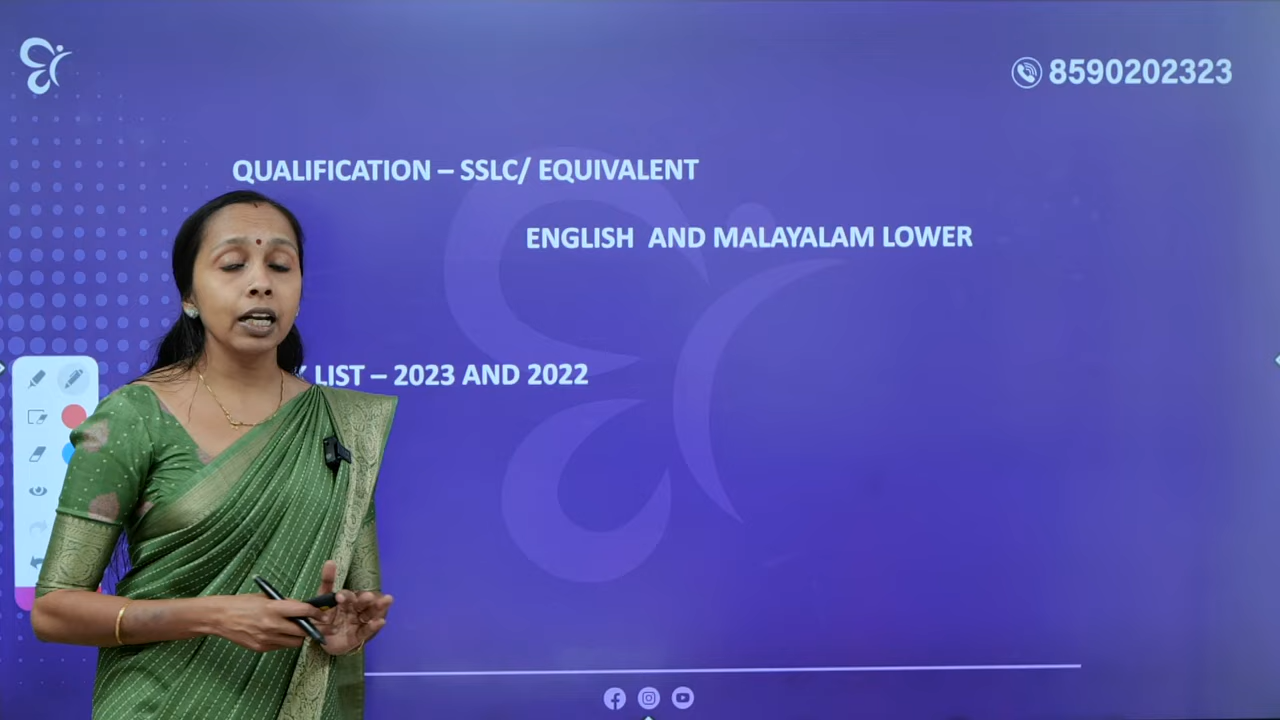 8590202323
QUALIFICATION – SSLC/ EQUIVALENT
ENGLISH AND MALAYALAM LOWER
LIST – 2023 AND 2022